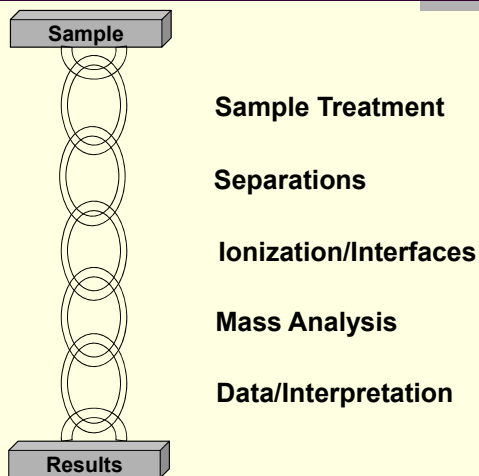 Sample
Sample Treatment
Separations
Ionization/Interfaces
Mass Analysis
Data/Interpretation
Results